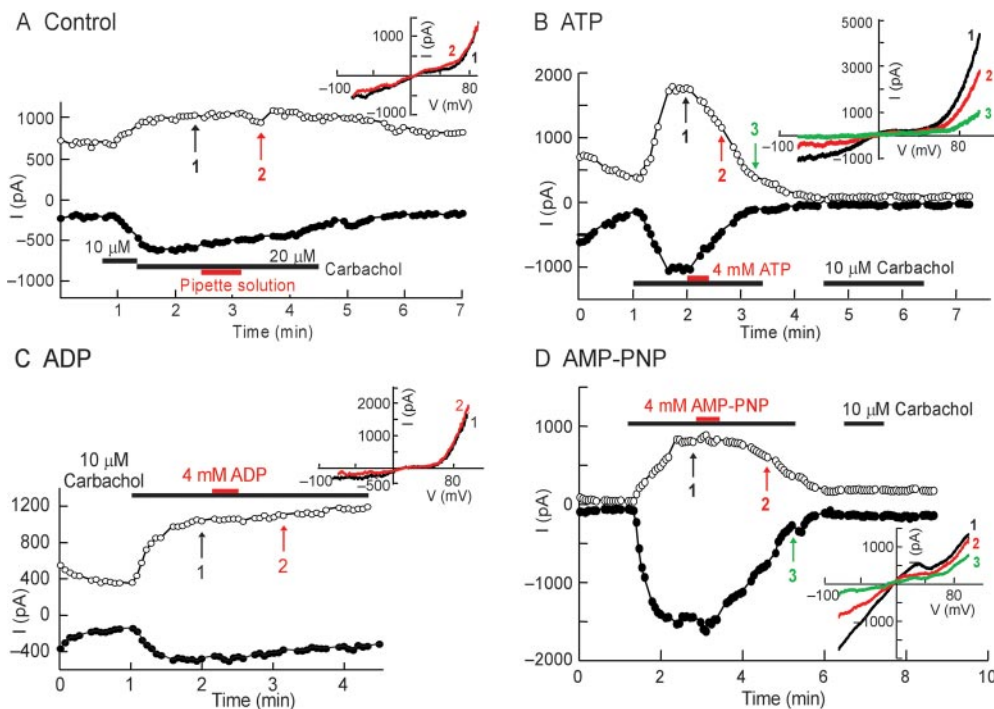 A Control
I (pA)
1000
500
0
−500
−1000
10 µM
20 µM
Carbachol
Pipette solution
1
2
0 1 2 3 4 5 6 7
Time (min)
1000
I (pA)
2
1
−100
80
V (mV)
−1000
B ATP
I (pA)
2000
1000
0
−1000
1
2
3
4 mM ATP
10 µM Carbachol
0 1 2 3 4 5 6 7
Time (min)
5000
I (pA)
3000
1000
−1000
1
2
3
-100
80
V (mV)
C ADP
10 µM
Carbachol
4 mM ADP
I (pA)
1200
800
400
0
−400
1
2
0 1 2 3 4
Time (min)
2000
I (pA)
1000
−500
2
1
−100
80
V (mV)
D AMP-PNP
4 mM AMP-PNP
10 µM Carbachol
I (pA)
1000
0
−1000
−2000
1
2
3
0 2 4 6 8 10
Time (min)
1000
I (pA)
1
2
3
−100
80
V (mV)
−1000